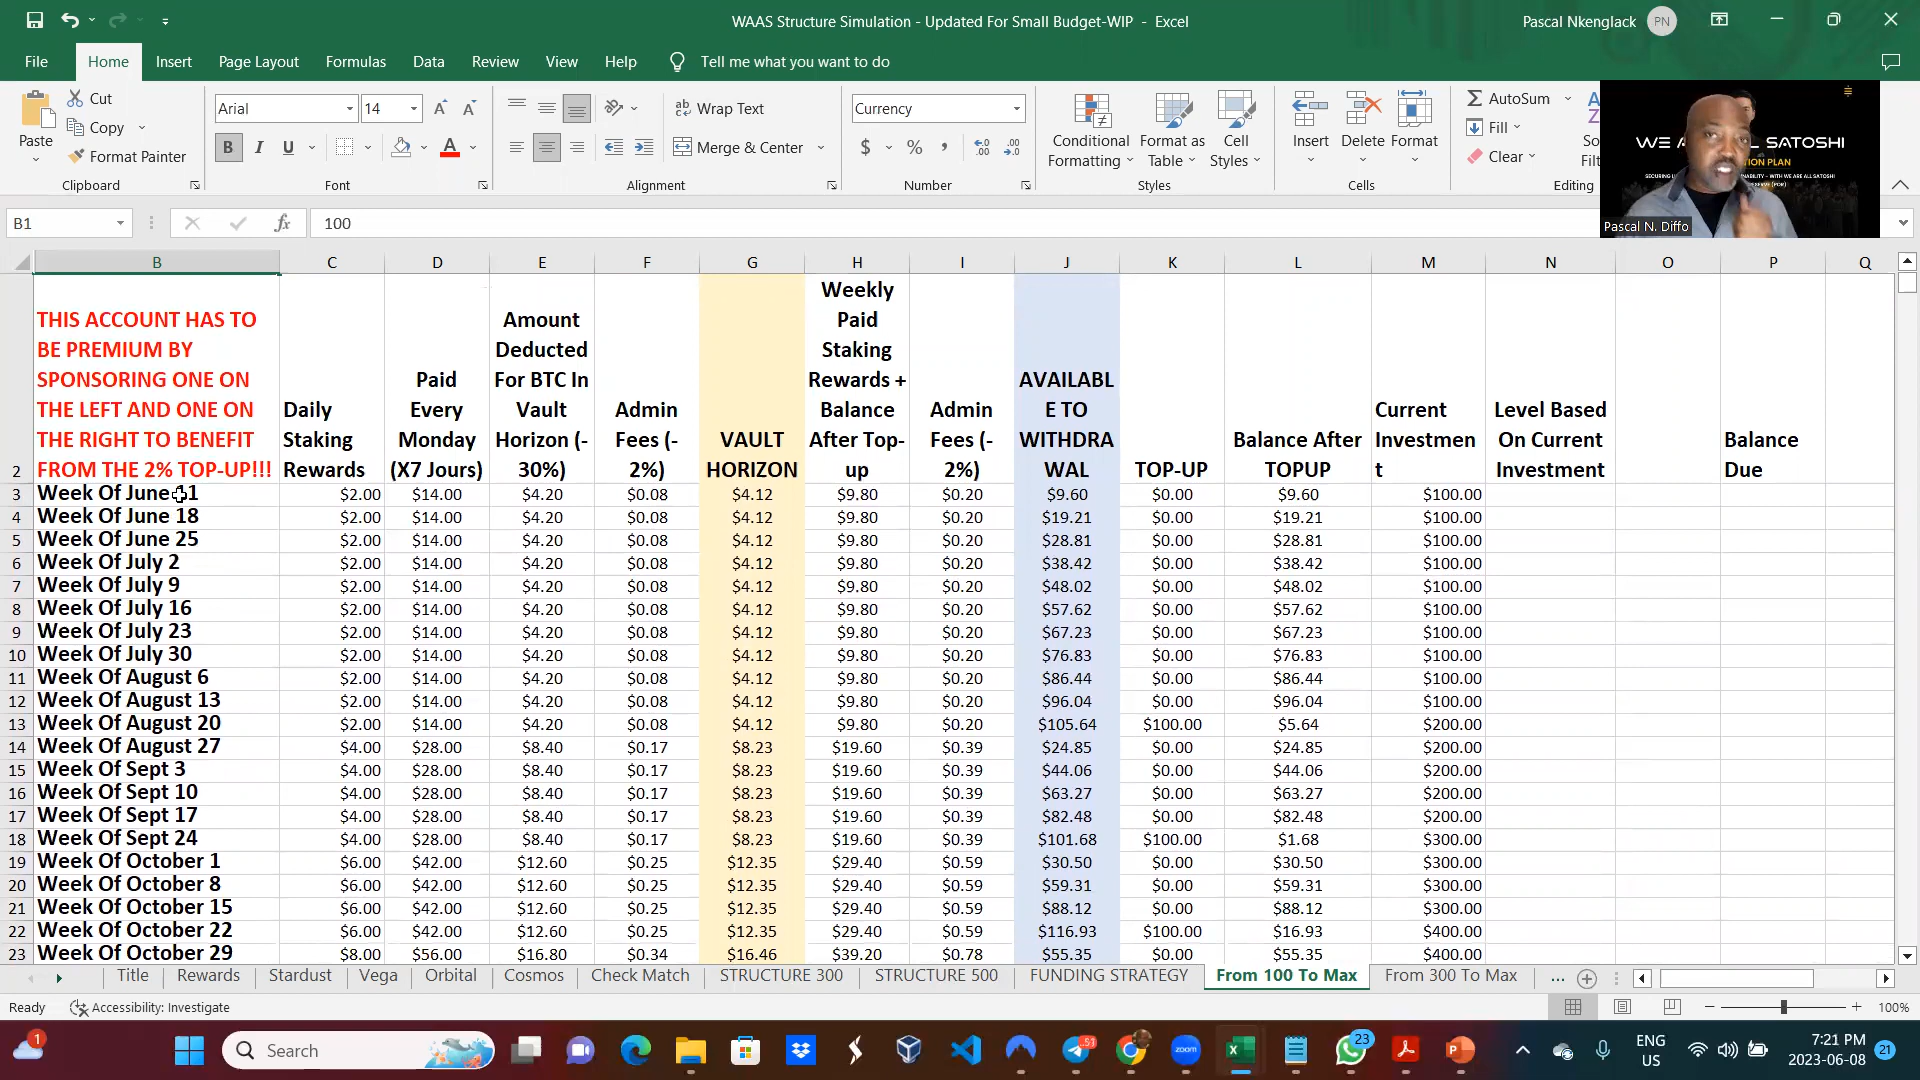 WAAS Structure Simulation - Updated For Small Budget-WIP - Excel
Pascal Nkenglack PN
File Home Insert Page Layout Formulas Data Review View Help Tell me what you want to do
Cut
Copy
Format Painter
Paste
Arial 14
B I U
ab Wrap Text
Merge & Center
Currency
$ % ,
Conditional Formatting
Format as Table
Cell Styles
Insert Delete Format
AutoSum
Fill
Clear
Clipboard Font Alignment Number Styles Cells Editing
SATOSHI
Pascal N. Diffo
B1 fx 100
B C D E F G H I J K L M N O P Q
2 THIS ACCOUNT HAS TO BE PREMIUM BY SPONSORING ONE ON THE LEFT AND ONE ON THE RIGHT TO BENEFIT FROM THE 2% TOP-UP!!!
Daily Staking Rewards
Paid Every Monday (X7 Jours)
Amount Deducted For BTC In Vault Horizon (-30%)
Admin Fees (-2%)
VAULT HORIZON
Weekly Paid Staking Rewards + Balance After Top-up
Admin Fees (-2%)
AVAILABLE TO WITHDRAWAL
TOP-UP
Balance After TOPUP
Current Investment
Level Based On Current Investment
Balance Due
3 Week Of June 11 $2.00 $14.00 $4.20 $0.08 $4.12 $9.80 $0.20 $9.60 $0.00 $9.60 $100.00
4 Week Of June 18 $2.00 $14.00 $4.20 $0.08 $4.12 $9.80 $0.20 $19.21 $0.00 $19.21 $100.00
5 Week Of June 25 $2.00 $14.00 $4.20 $0.08 $4.12 $9.80 $0.20 $28.81 $0.00 $28.81 $100.00
6 Week Of July 2 $2.00 $14.00 $4.20 $0.08 $4.12 $9.80 $0.20 $38.42 $0.00 $38.42 $100.00
7 Week Of July 9 $2.00 $14.00 $4.20 $0.08 $4.12 $9.80 $0.20 $48.02 $0.00 $48.02 $100.00
8 Week Of July 16 $2.00 $14.00 $4.20 $0.08 $4.12 $9.80 $0.20 $57.62 $0.00 $57.62 $100.00
9 Week Of July 23 $2.00 $14.00 $4.20 $0.08 $4.12 $9.80 $0.20 $67.23 $0.00 $67.23 $100.00
10 Week Of July 30 $2.00 $14.00 $4.20 $0.08 $4.12 $9.80 $0.20 $76.83 $0.00 $76.83 $100.00
11 Week Of August 6 $2.00 $14.00 $4.20 $0.08 $4.12 $9.80 $0.20 $86.44 $0.00 $86.44 $100.00
12 Week Of August 13 $2.00 $14.00 $4.20 $0.08 $4.12 $9.80 $0.20 $96.04 $0.00 $96.04 $100.00
13 Week Of August 20 $2.00 $14.00 $4.20 $0.08 $4.12 $9.80 $0.20 $105.64 $100.00 $5.64 $200.00
14 Week Of August 27 $4.00 $28.00 $8.40 $0.17 $8.23 $19.60 $0.39 $24.85 $0.00 $24.85 $200.00
15 Week Of Sept 3 $4.00 $28.00 $8.40 $0.17 $8.23 $19.60 $0.39 $44.06 $0.00 $44.06 $200.00
16 Week Of Sept 10 $4.00 $28.00 $8.40 $0.17 $8.23 $19.60 $0.39 $63.27 $0.00 $63.27 $200.00
17 Week Of Sept 17 $4.00 $28.00 $8.40 $0.17 $8.23 $19.60 $0.39 $82.48 $0.00 $82.48 $200.00
18 Week Of Sept 24 $4.00 $28.00 $8.40 $0.17 $8.23 $19.60 $0.39 $101.68 $100.00 $1.68 $300.00
19 Week Of October 1 $6.00 $42.00 $12.60 $0.25 $12.35 $29.40 $0.59 $30.50 $0.00 $30.50 $300.00
20 Week Of October 8 $6.00 $42.00 $12.60 $0.25 $12.35 $29.40 $0.59 $59.31 $0.00 $59.31 $300.00
21 Week Of October 15 $6.00 $42.00 $12.60 $0.25 $12.35 $29.40 $0.59 $88.12 $0.00 $88.12 $300.00
22 Week Of October 22 $6.00 $42.00 $12.60 $0.25 $12.35 $29.40 $0.59 $116.93 $100.00 $16.93 $400.00
23 Week Of October 29 $8.00 $56.00 $16.80 $0.34 $16.46 $39.20 $0.78 $55.35 $0.00 $55.35 $400.00
Title Rewards Stardust Vega Orbital Cosmos Check Match STRUCTURE 300 STRUCTURE 500 FUNDING STRATEGY From 100 To Max From 300 To Max ...
Ready Accessibility: Investigate 100%
1 Search 51 zoom 23 ENG US 7:21 PM 2023-06-08 21